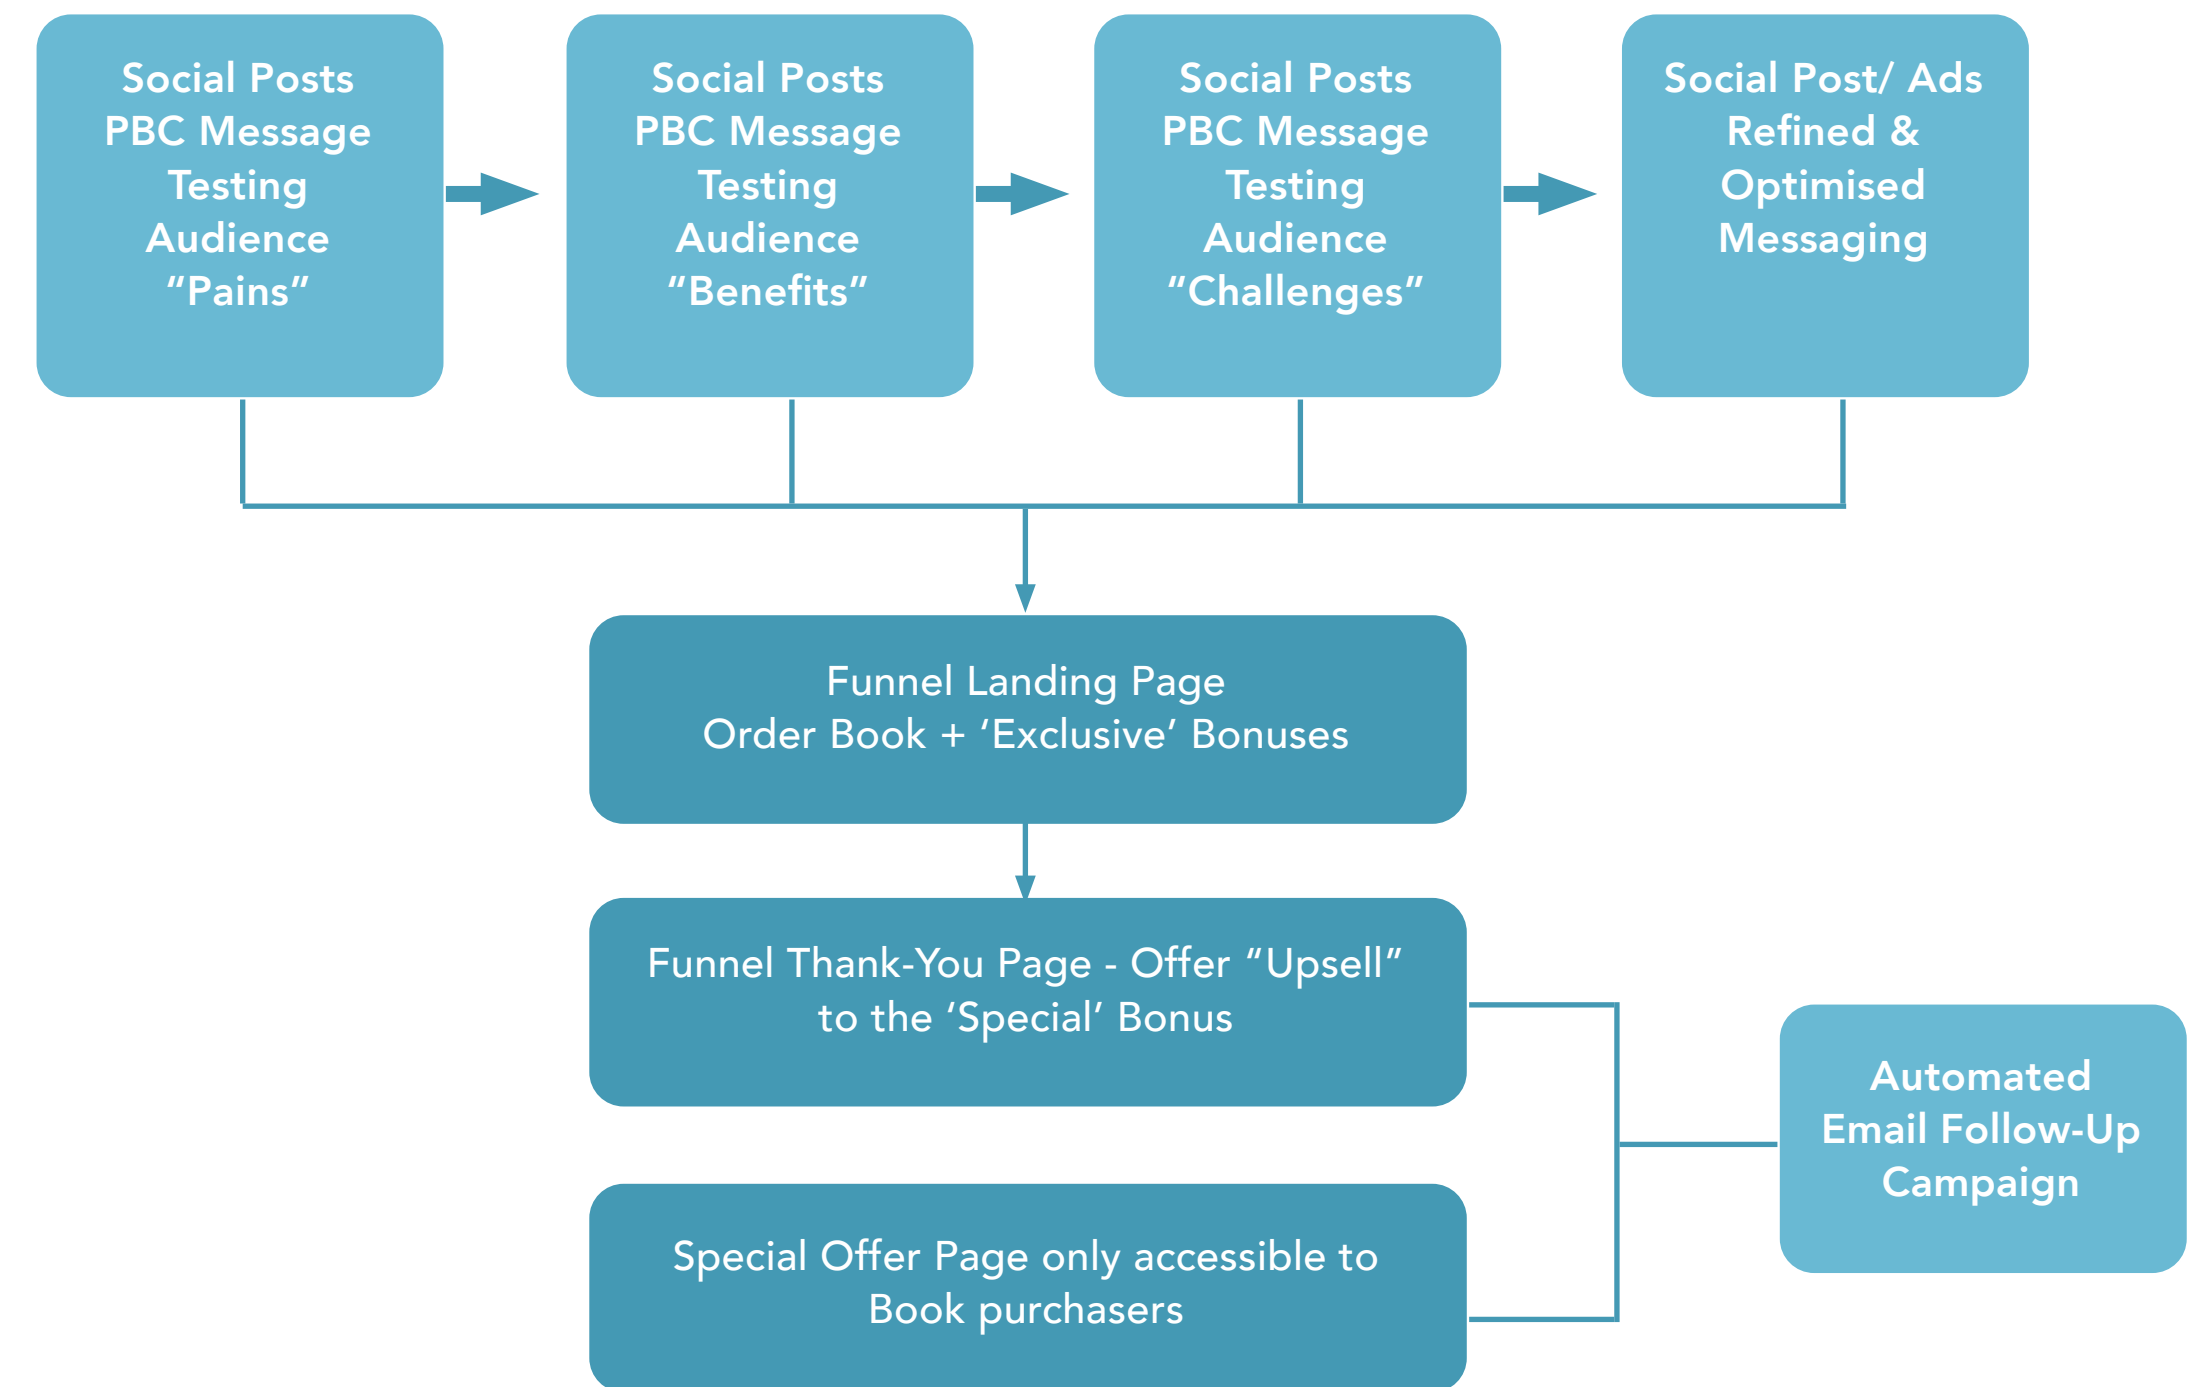 Social Posts
PBC Message
Testing
Audience
“Pains”
Social Posts
PBC Message
Testing
Audience
“Benefits”
Social Posts
PBC Message
Testing
Audience
“Challenges”
Social Post/ Ads
Refined &
Optimised
Messaging
Funnel Landing Page
Order Book + ‘Exclusive’ Bonuses
Funnel Thank-You Page - Offer “Upsell”
to the ‘Special’ Bonus
Automated
Email Follow-Up
Campaign
Special Offer Page only accessible to
Book purchasers